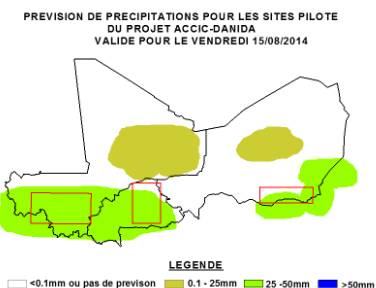 PREVISION DE PRECIPITATIONS POUR LES SITES PILOTE
DU PROJET ACCIC-DANIDA
VALIDE POUR LE VENDREDI 15/08/2014
LEGENDE
<0.1mm ou pas de previson
0.1 - 25mm
25 -50mm
>50mm